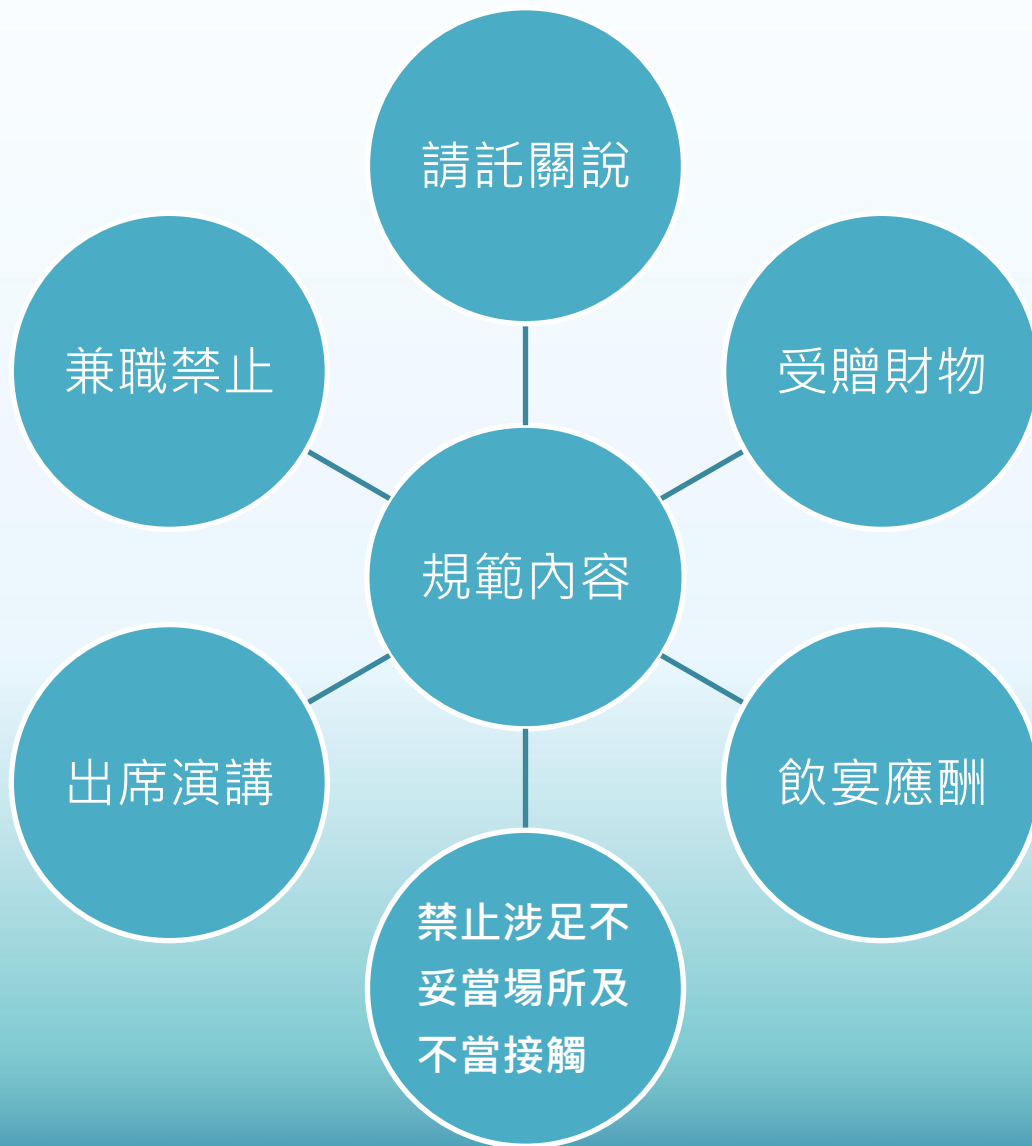 請託關說
兼職禁止
受贈財物
規範內容
出席演講
飲宴應酬
禁止涉足不
妥當場所及
不當接觸